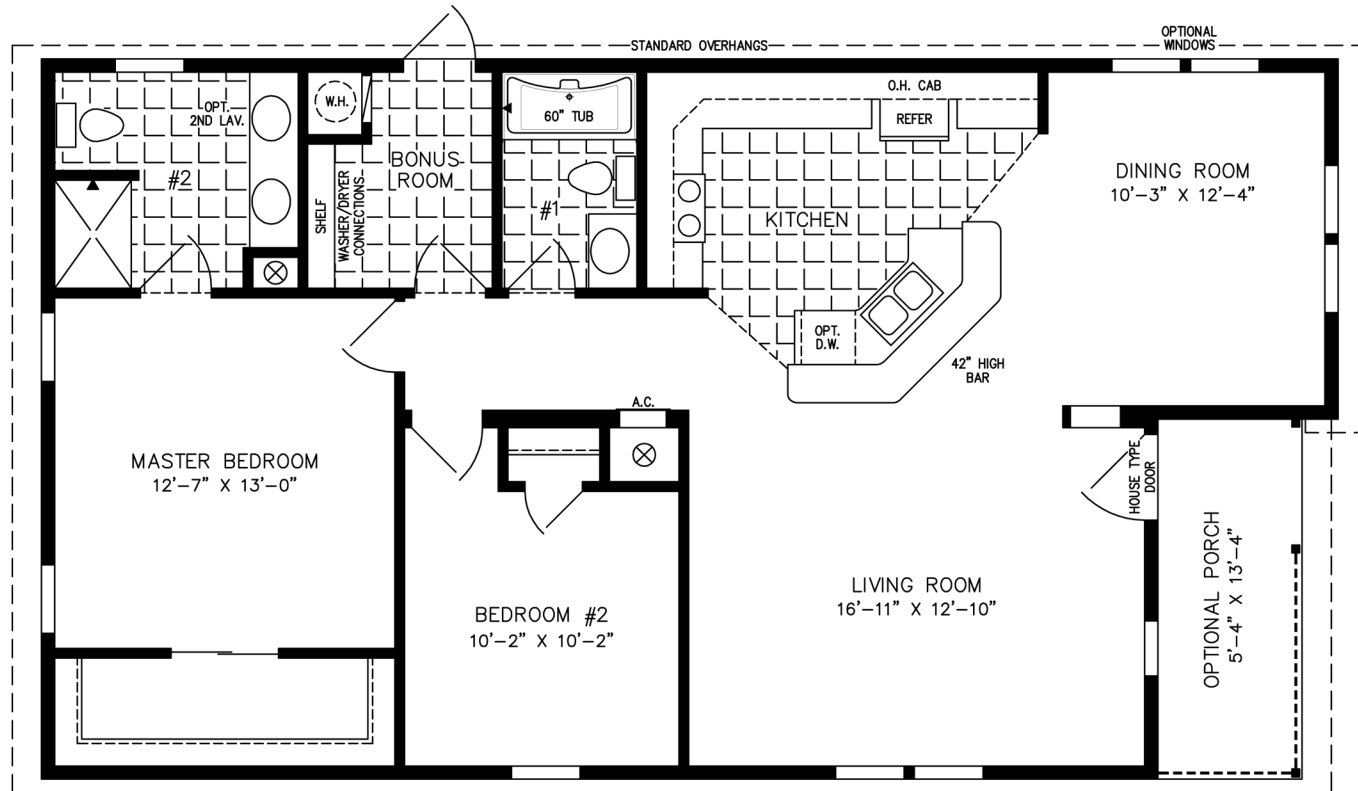 STANDARD OVERHANGS
OPTIONAL
WINDOWS
OPT.
2ND LAV.
W.H.
60" TUB
O.H. CAB
REFER
#2
BONUS
ROOM
SHELF
WASHER/DRYER
CONNECTIONS
#1
KITCHEN
DINING ROOM
10'-3" X 12'-4"
OPT.
D.W.
42" HIGH
BAR
A.C.
MASTER BEDROOM
12'-7" X 13'-0"
HOUSE TYPE
DOOR
BEDROOM #2
10'-2" X 10'-2"
LIVING ROOM
16'-11" X 12'-10"
OPTIONAL PORCH
5'-4" X 13'-4"